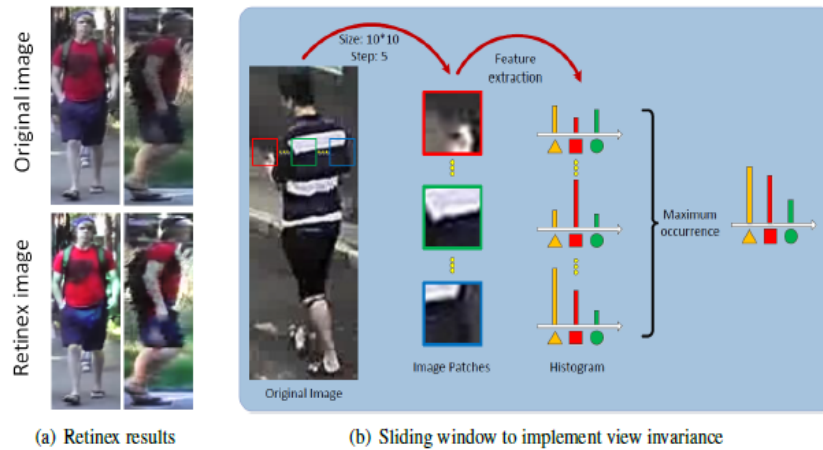 Original image
Retinex image
(a) Retinex results
Size: 10*10
Step: 5
Feature
extraction
Maximum
occurrence
Original Image
Image Patches
Histogram
(b) Sliding window to implement view invariance